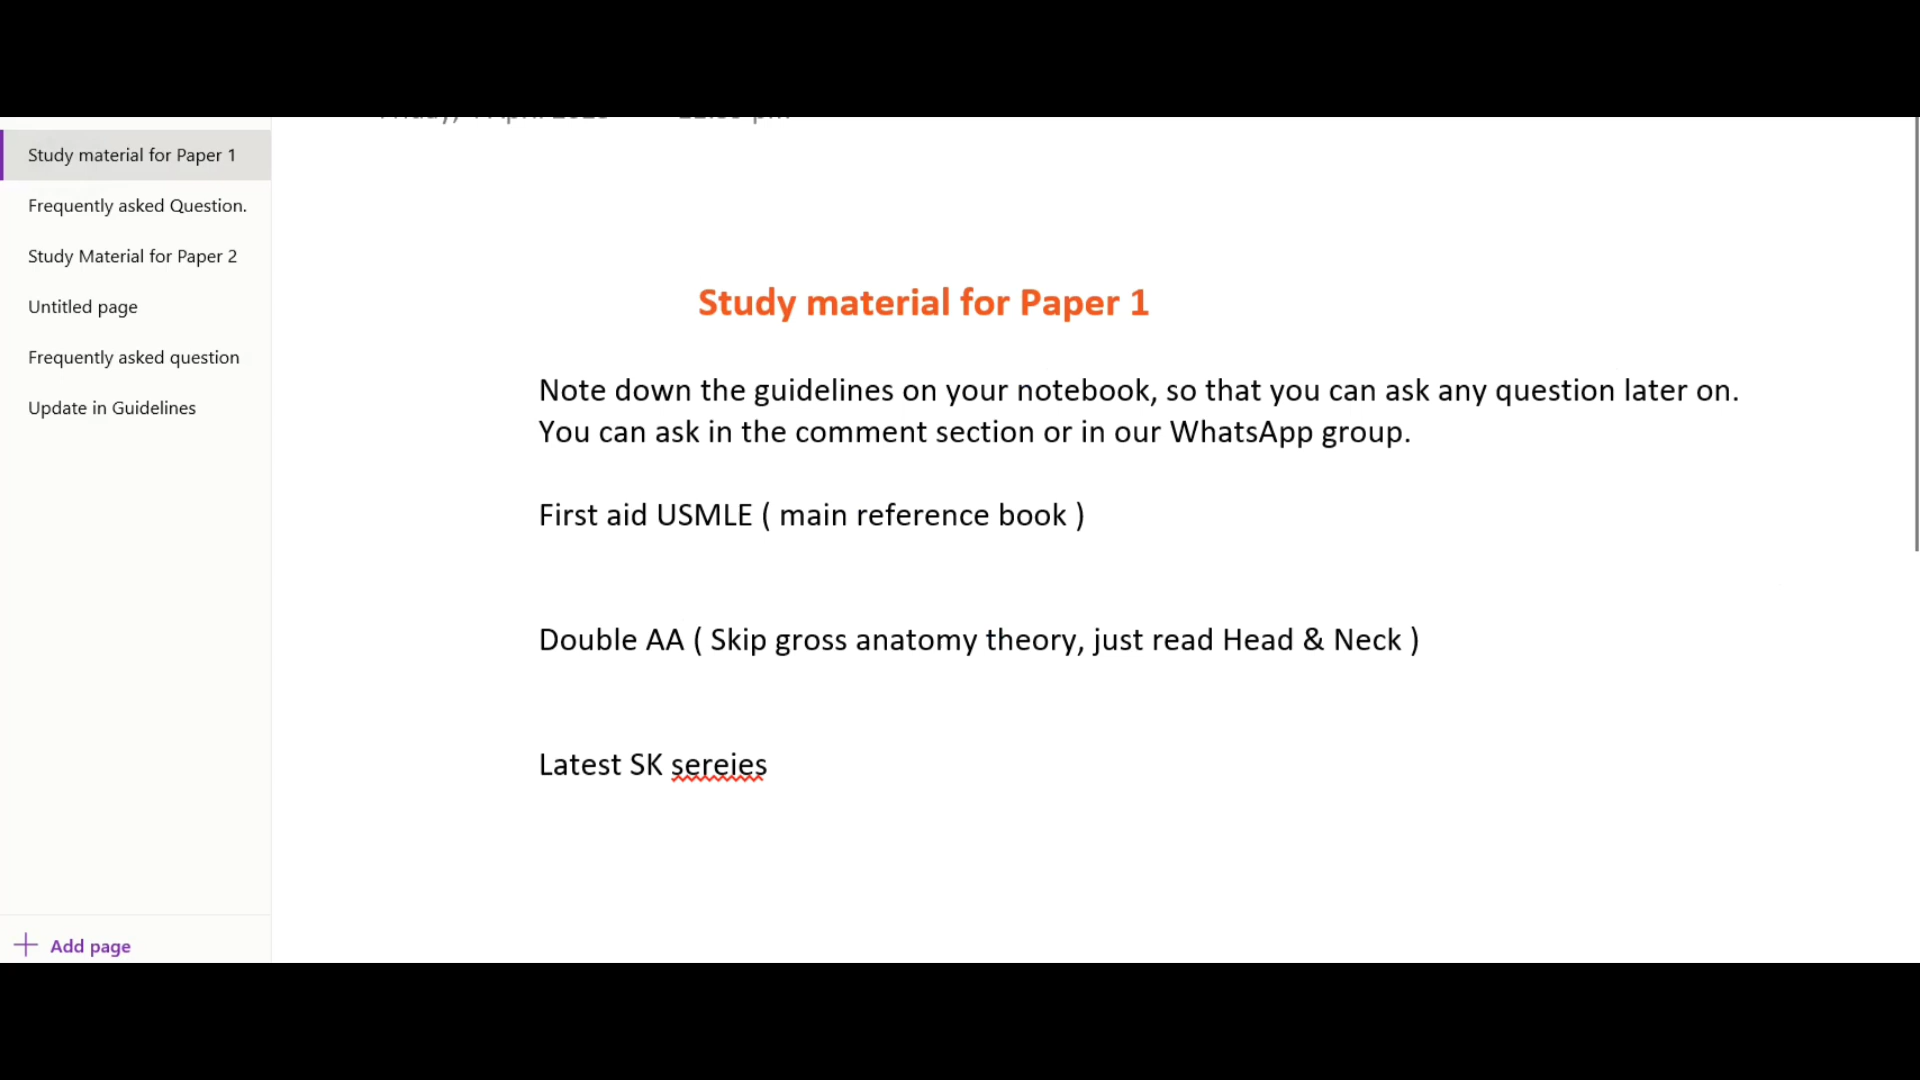 Study material for Paper 1
Frequently asked Question.
Study Material for Paper 2
Untitled page
Frequently asked question
Update in Guidelines
Add page
Study material for Paper 1
Note down the guidelines on your notebook, so that you can ask any question later on.
You can ask in the comment section or in our WhatsApp group.
First aid USMLE ( main reference book )
Double AA ( Skip gross anatomy theory, just read Head & Neck )
Latest SK sereies